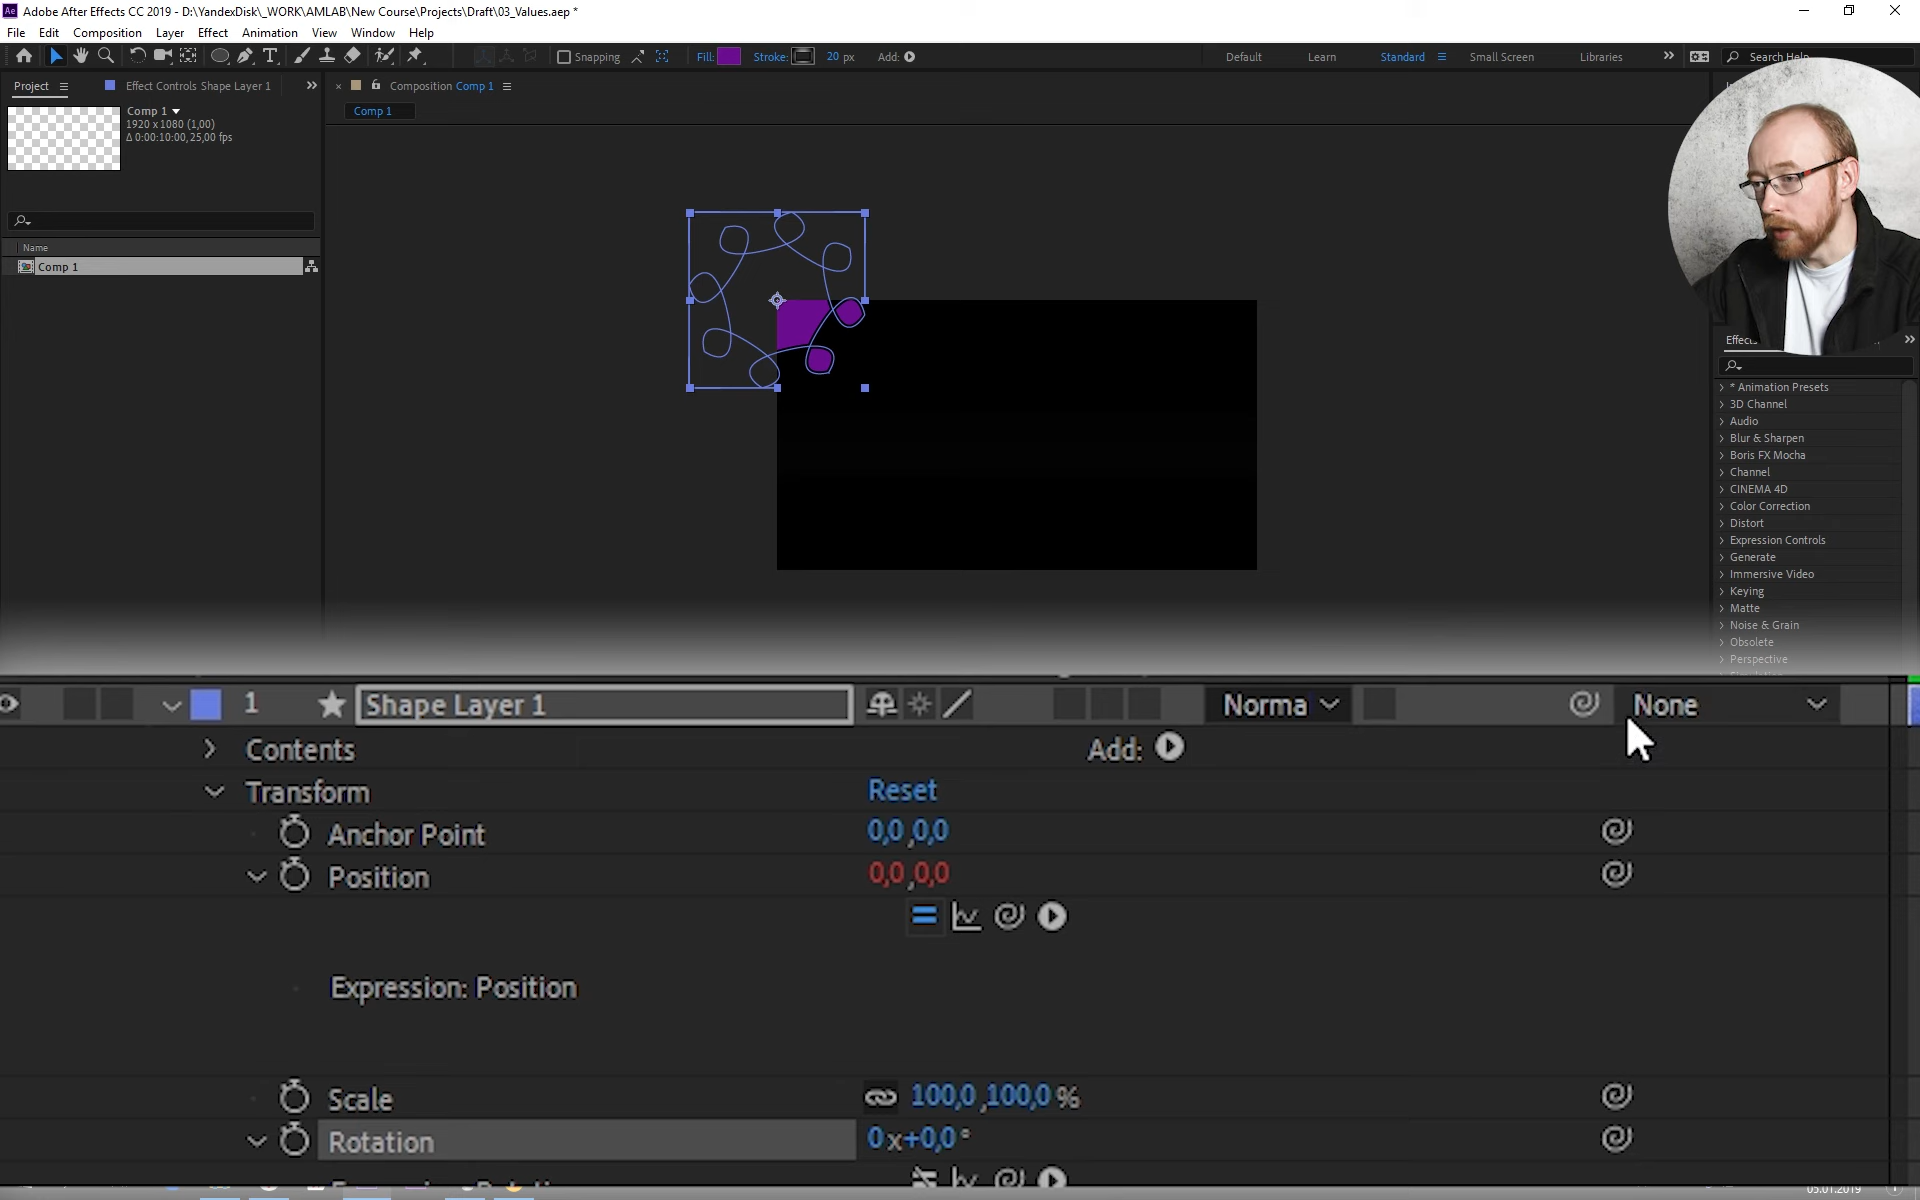 Adobe After Effects CC 2019 - D:\YandexDisk\_WORK\AMLAB\New Course\Projects\Draft\03_Values.aep *
File Edit Composition Layer Effect Animation View Window Help
Snapping Fill: Stroke: 20 px Add: Default Learn Standard Small Screen Libraries Search Help
Project Effect Controls Shape Layer 1 Composition Comp 1
Comp 1
1920 x 1080 (1,00)
Δ 0:00:10:00, 25,00 fps
Comp 1
Name
Comp 1
Effects
* Animation Presets
3D Channel
Audio
Blur & Sharpen
Boris FX Mocha
Channel
CINEMA 4D
Color Correction
Distort
Expression Controls
Generate
Immersive Video
Keying
Matte
Noise & Grain
Obsolete
Perspective
1 Shape Layer 1 Norma None
Contents Add:
Transform Reset
Anchor Point 0,0 ,0,0
Position 0,0 ,0,0
Expression: Position
Scale 100,0 ,100,0 %
Rotation 0x+0,0°
05.01.2019